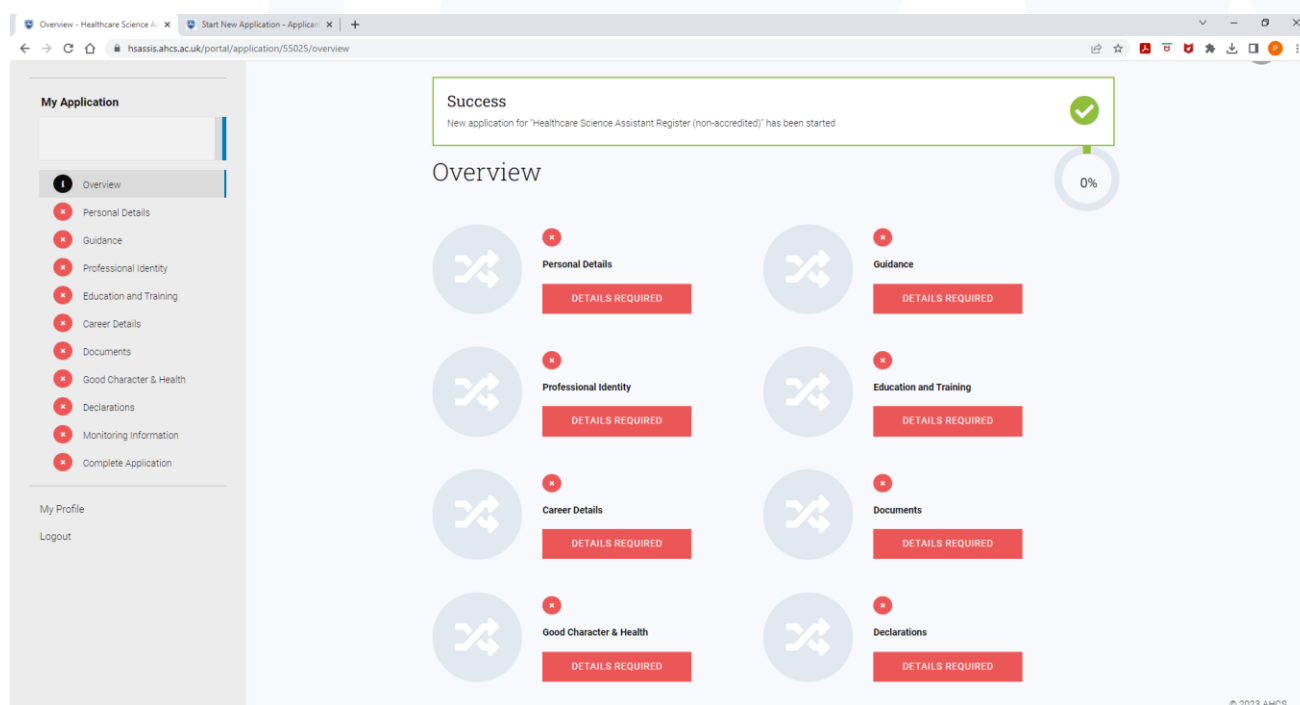 Overview - Healthcare Science A
Start New Application - Applican
hsassis.ahcs.ac.uk/portal/application/55025/overview
P
My Application
Overview
Personal Details
Guidance
Professional Identity
Education and Training
Career Details
Documents
Good Character & Health
Declarations
Monitoring Information
Complete Application
My Profile
Logout
Success
New application for "Healthcare Science Assistant Register (non-accredited)" has been started
Overview
0%
Personal Details
DETAILS REQUIRED
Guidance
DETAILS REQUIRED
Professional Identity
DETAILS REQUIRED
Education and Training
DETAILS REQUIRED
Career Details
DETAILS REQUIRED
Documents
DETAILS REQUIRED
Good Character & Health
DETAILS REQUIRED
Declarations
DETAILS REQUIRED
© 2023 AHCS